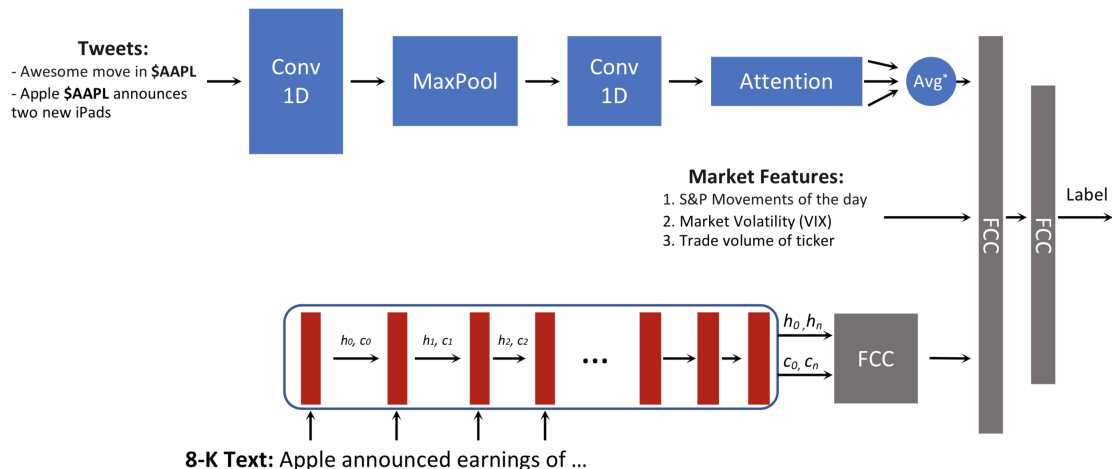 Tweets:
- Awesome move in $AAPL
- Apple $AAPL announces
two new iPads
Conv
1D
MaxPool
Conv
1D
Attention
Avg*
Market Features:
1. S&P Movements of the day
2. Market Volatility (VIX)
3. Trade volume of ticker
FCC
FCC
Label
h0, c0
h1, c1
h2, c2
...
h0 ,hn
c0, cn
FCC
8-K Text: Apple announced earnings of ...